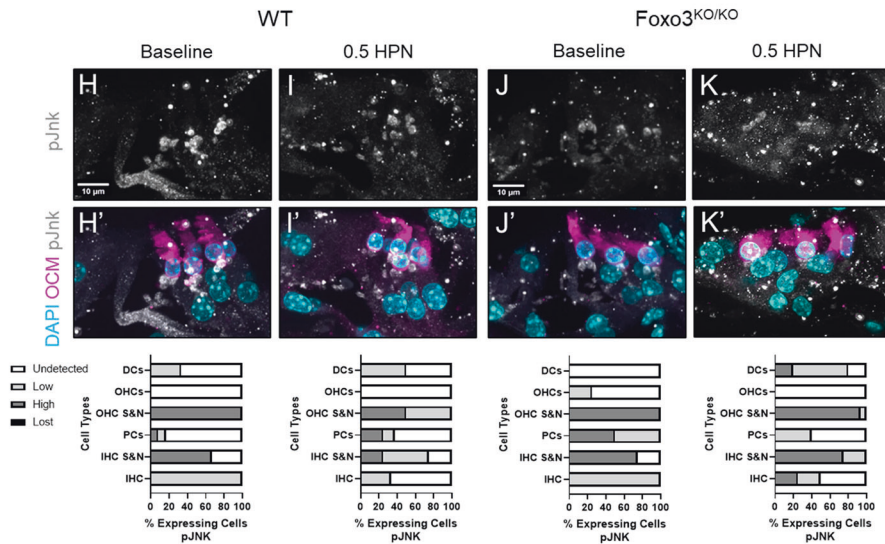 WT
Foxo3KO/KO
Baseline
0.5 HPN
Baseline
0.5 HPN
pJnk
H
I
J
K
10 µm
10 µm
DAPI OCM pJnk
H'
I'
J'
K'
Undetected
Low
High
Lost
Cell Types
DCs
OHCs
OHC S&N
PCs
IHC S&N
IHC
0 20 40 60 80 100
% Expressing Cells
pJNK
Cell Types
DCs
OHCs
OHC S&N
PCs
IHC S&N
IHC
0 20 40 60 80 100
% Expressing Cells
pJNK
Cell Types
DCs
OHCs
OHC S&N
PCs
IHC S&N
IHC
0 20 40 60 80 100
% Expressing Cells
pJNK
Cell Types
DCs
OHCs
OHC S&N
PCs
IHC S&N
IHC
0 20 40 60 80 100
% Expressing Cells
pJNK